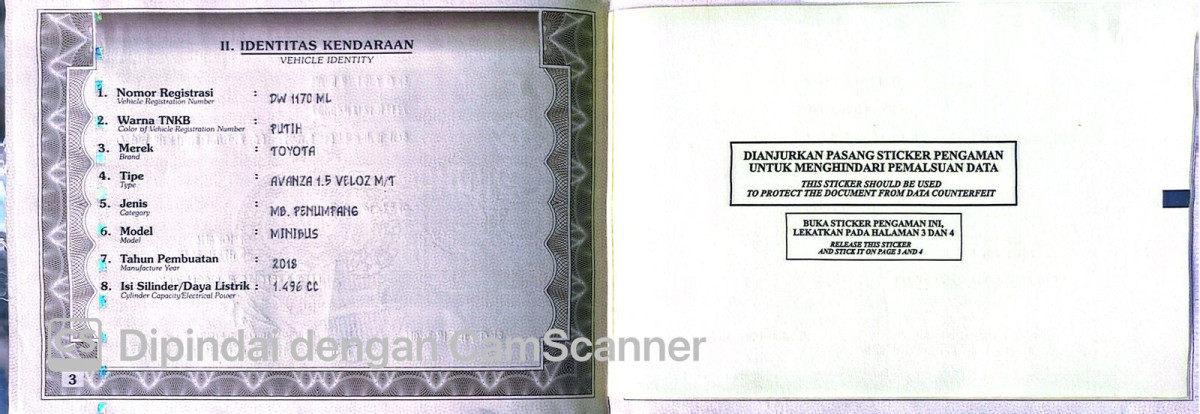 II. IDENTITAS KENDARAAN
VEHICLE IDENTITY
1. Nomor Registrasi : DW 1170 ML
Vehicle Registration Number
2. Warna TNKB : PUTIH
Color of Vehicle Registration Number
3. Merek : TOYOTA
Brand
4. Tipe : AVANZA 1.5 VELOZ M/T
Type
5. Jenis : MB. PENUMPANG
Category
6. Model : MINIBUS
Model
7. Tahun Pembuatan : 2018
Manufacture Year
8. Isi Silinder/Daya Listrik : 1.496 CC
Cylinder Capacity/Electrical Power
3
CS Dipindai dengan CamScanner
DIANJURKAN PASANG STICKER PENGAMAN
UNTUK MENGHINDARI PEMALSUAN DATA
THIS STICKER SHOULD BE USED
TO PROTECT THE DOCUMENT FROM DATA COUNTERFEIT
BUKA STICKER PENGAMAN INI,
LEKATKAN PADA HALAMAN 3 DAN 4
RELEASE THIS STICKER
AND STICK IT ON PAGE 3 AND 4